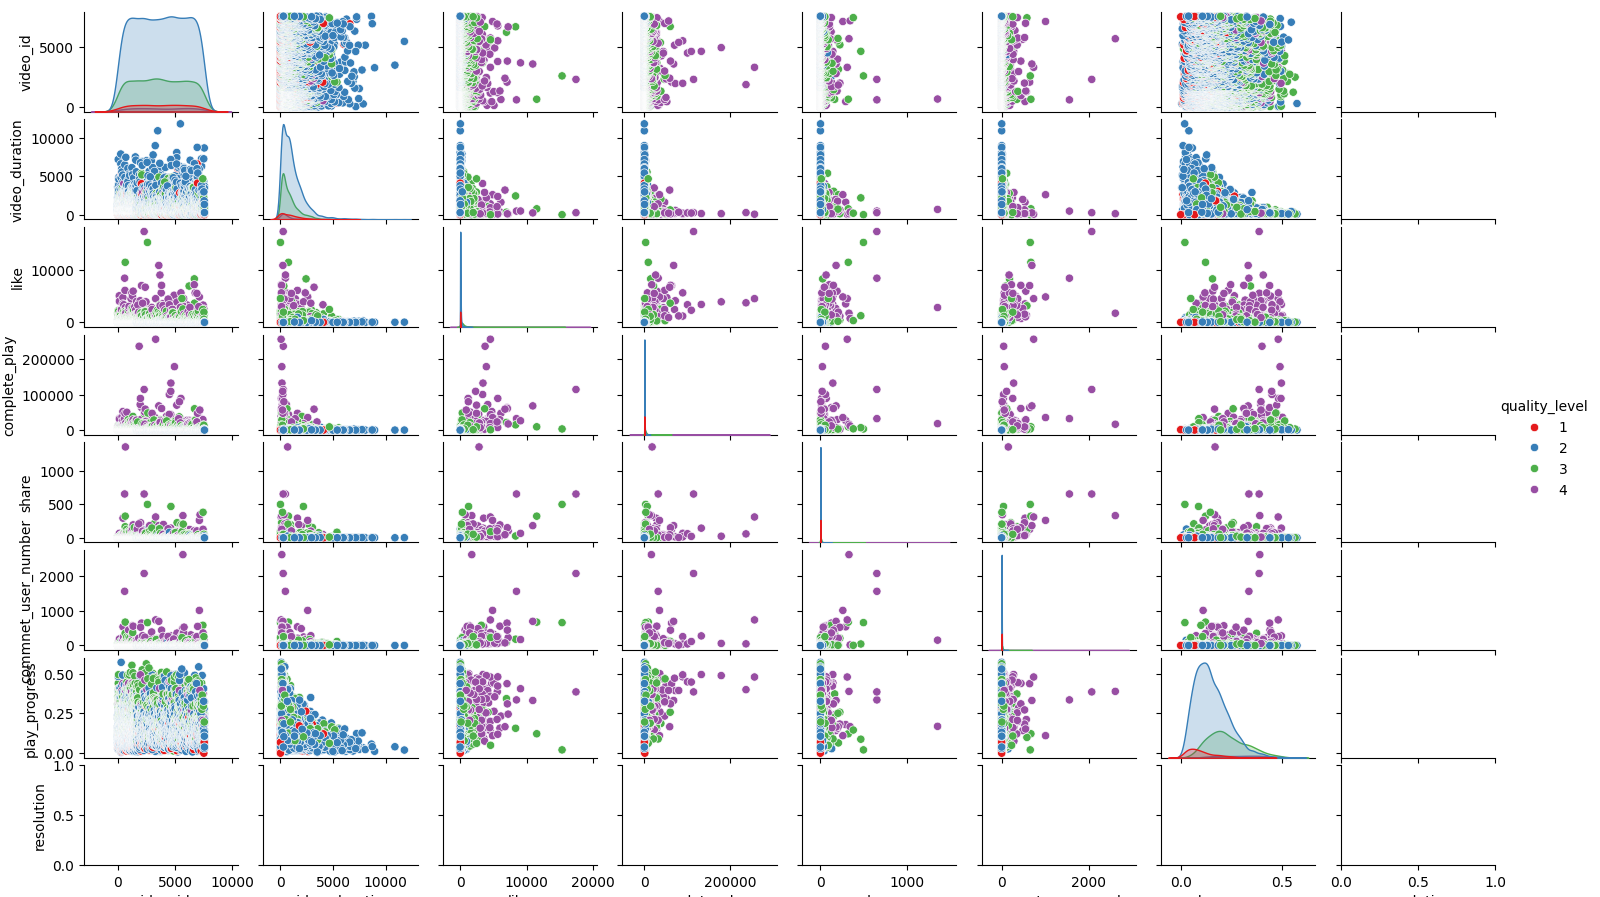 video_id
5000
0
video_duration
10000
5000
0
like
10000
0
complete_play
200000
100000
0
share
1000
500
0
commnet_user_number
2000
1000
0
play_progress
0.50
0.25
0.00
resolution
1.0
0.5
0.0
0 5000 10000
0 5000 10000
0 10000 20000
0 200000
0 1000
0 2000
0.0 0.5
0.0 0.5 1.0
quality_level
1
2
3
4